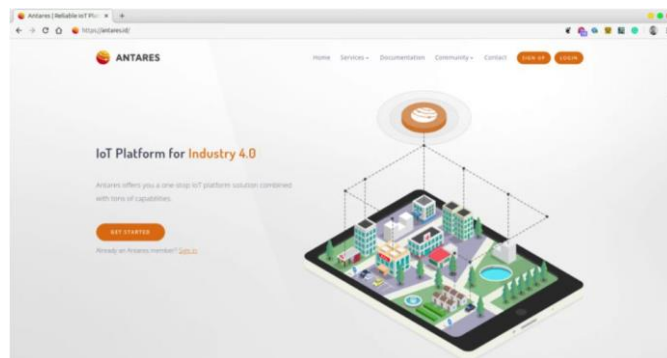 Antares | Reliable IoT Pla
https://antares.id/
ANTARES
Home Services Documentation Community Contact SIGN UP LOGIN
IoT Platform for Industry 4.0
Antares offers you a one-stop IoT platform solution combined
with tons of capabilities.
GET STARTED
Already an Antares member? Sign in